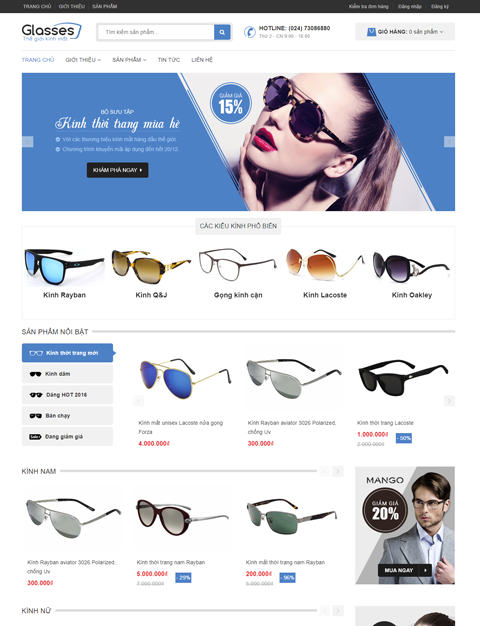 TRANG CHỦ GIỚI THIỆU SẢN PHẨM Kiểm tra đơn hàng Đăng nhập Đăng ký
Glasses
Thế giới kính mắt
Tìm kiếm sản phẩm...
HOTLINE: (024) 73086880
Thứ 2 - CN 9:00 - 18:00
GIỎ HÀNG: 0 sản phẩm
TRANG CHỦ GIỚI THIỆU SẢN PHẨM TIN TỨC LIÊN HỆ
BỘ SƯU TẬP
Kính thời trang mùa hè
Với các thương hiệu kính mắt hàng đầu thế giới
Chương trình khuyến mãi áp dụng đến hết 20/12
KHÁM PHÁ NGAY
GIẢM GIÁ
15%
CÁC KIỂU KÍNH PHỔ BIẾN
Kính Rayban Kính Q&J Gọng kính cận Kính Lacoste Kính Oakley
SẢN PHẨM NỔI BẬT
Kính thời trang mới
Kính dâm
Dáng HOT 2016
Bán chạy
Sale Đang giảm giá
Kính mắt unisex Lacoste nửa gọng Forza
4.000.000₫
Kính Rayban aviator 3026 Polarized, chống Uv
300.000₫
Kính thời trang Lacoste
1.000.000₫
- 50%
2.000.000₫
KÍNH NAM
Kính Rayban aviator 3026 Polarized, chống Uv
300.000₫
Kính thời trang nam Rayban
5.000.000₫
- 29%
7.000.000₫
Kính mắt thời trang nam Rayban
200.000₫
- 96%
5.000.000₫
MANGO
GIẢM GIÁ
20%
MUA NGAY
KÍNH NỮ